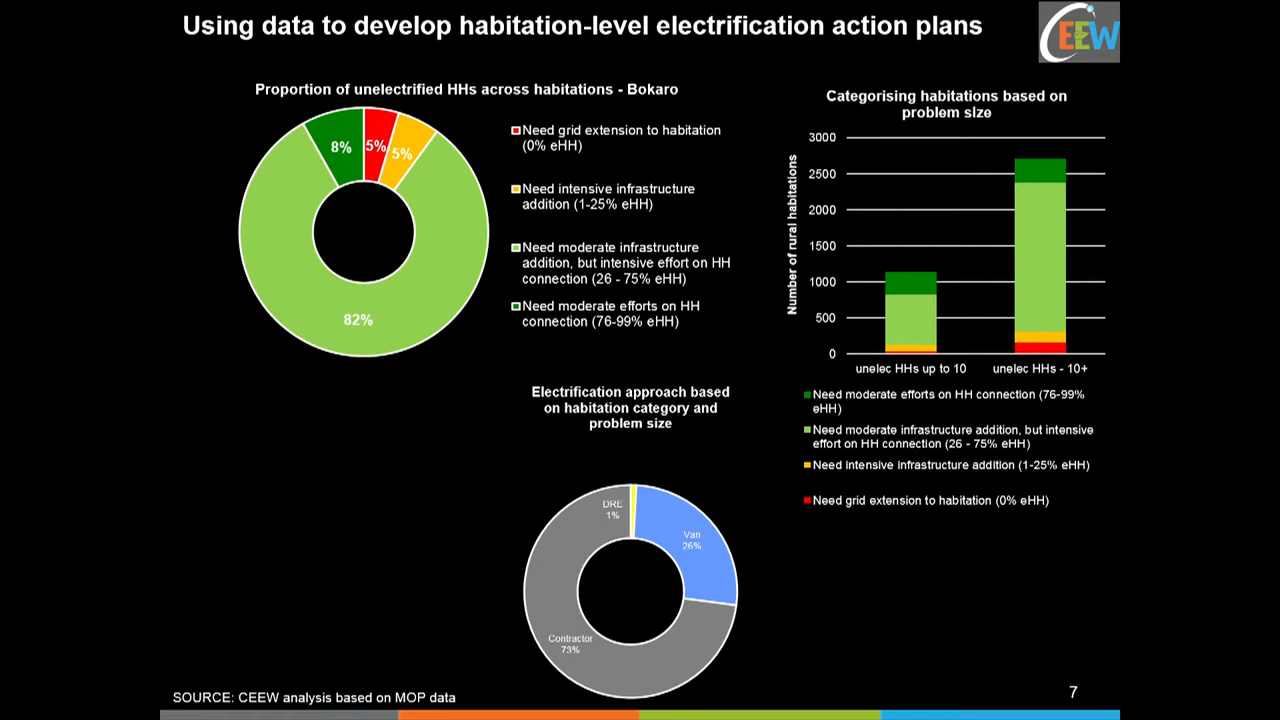 Using data to develop habitation-level electrification action plans
CEEW
Proportion of unelectrified HHs across habitations - Bokaro
8%
5%
5%
82%
Need grid extension to habitation
(0% eHH)
Need intensive infrastructure
addition (1-25% eHH)
Need moderate infrastructure
addition, but intensive effort on HH
connection (26 - 75% eHH)
Need moderate efforts on HH
connection (76-99% eHH)
Categorising habitations based on
problem size
Number of rural habitations
3000
2500
2000
1500
1000
500
0
unelec HHs up to 10
unelec HHs - 10+
Need moderate efforts on HH connection (76-99%
eHH)
Need moderate infrastructure addition, but intensive
effort on HH connection (26 - 75% eHH)
Need intensive infrastructure addition (1-25% eHH)
Need grid extension to habitation (0% eHH)
Electrification approach based
on habitation category and
problem size
DRE
1%
Van
26%
Contractor
73%
SOURCE: CEEW analysis based on MOP data
7